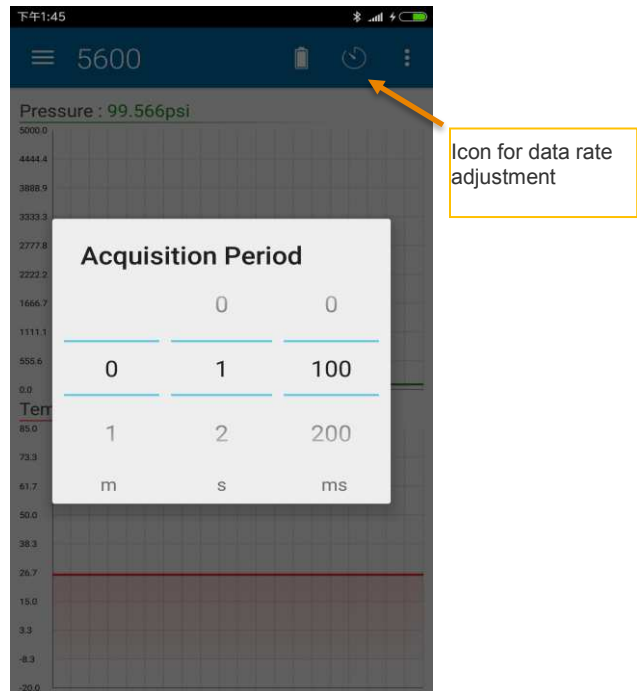 下午1:45
5600
Pressure : 99.566psi
5000.0
4444.4
3888.9
3333.3
2777.8
2222.2
1666.7
1111.1
555.6
0.0
Icon for data rate
adjustment
Acquisition Period
0 0
0 1 100
1 2 200
m s ms
Tem
85.0
73.3
61.7
50.0
38.3
26.7
15.0
3.3
-8.3
-20.0